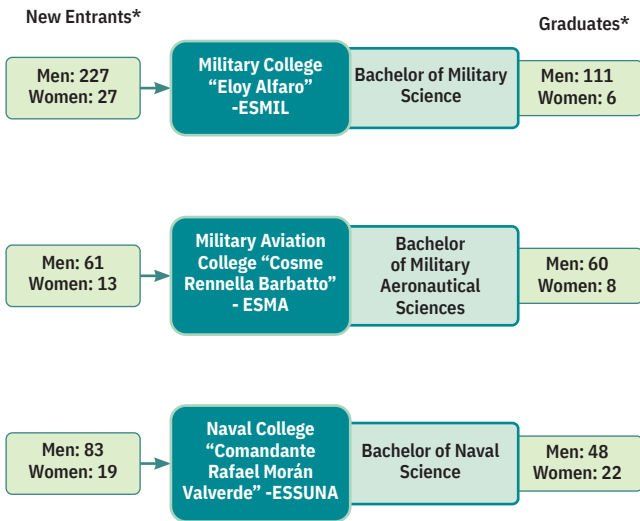 New Entrants*
Graduates*
Men: 227
Women: 27
Military College
“Eloy Alfaro”
-ESMIL
Bachelor of Military
Science
Men: 111
Women: 6
Men: 61
Women: 13
Military Aviation
College “Cosme
Rennella Barbatto”
- ESMA
Bachelor
of Military
Aeronautical
Sciences
Men: 60
Women: 8
Men: 83
Women: 19
Naval College
“Comandante
Rafael Morán
Valverde” -ESSUNA
Bachelor of Naval
Science
Men: 48
Women: 22